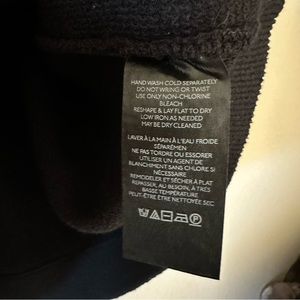 HAND WASH COLD SEPARATELY
DO NOT WRING OR TWIST
USE ONLY NON-CHLORINE
BLEACH
RESHAPE & LAY FLAT TO DRY
LOW IRON AS NEEDED
MAY BE DRY CLEANED
LAVER À LA MAIN À L'EAU FROIDE
SÉPARÉMEN
NE PAS TORDRE OU ESSORER
UTILISER UN AGENT DE
BLANCHIMENT SANS CHLORE SI
NÉCESSAIRE
REMODELER ET SÉCHER À PLAT
REPASSER, AU BESOIN, À TRÈS
BASSE TEMPÉRATURE
PEUT-ÊTRE ÊTRE NETTOYÉE SEC